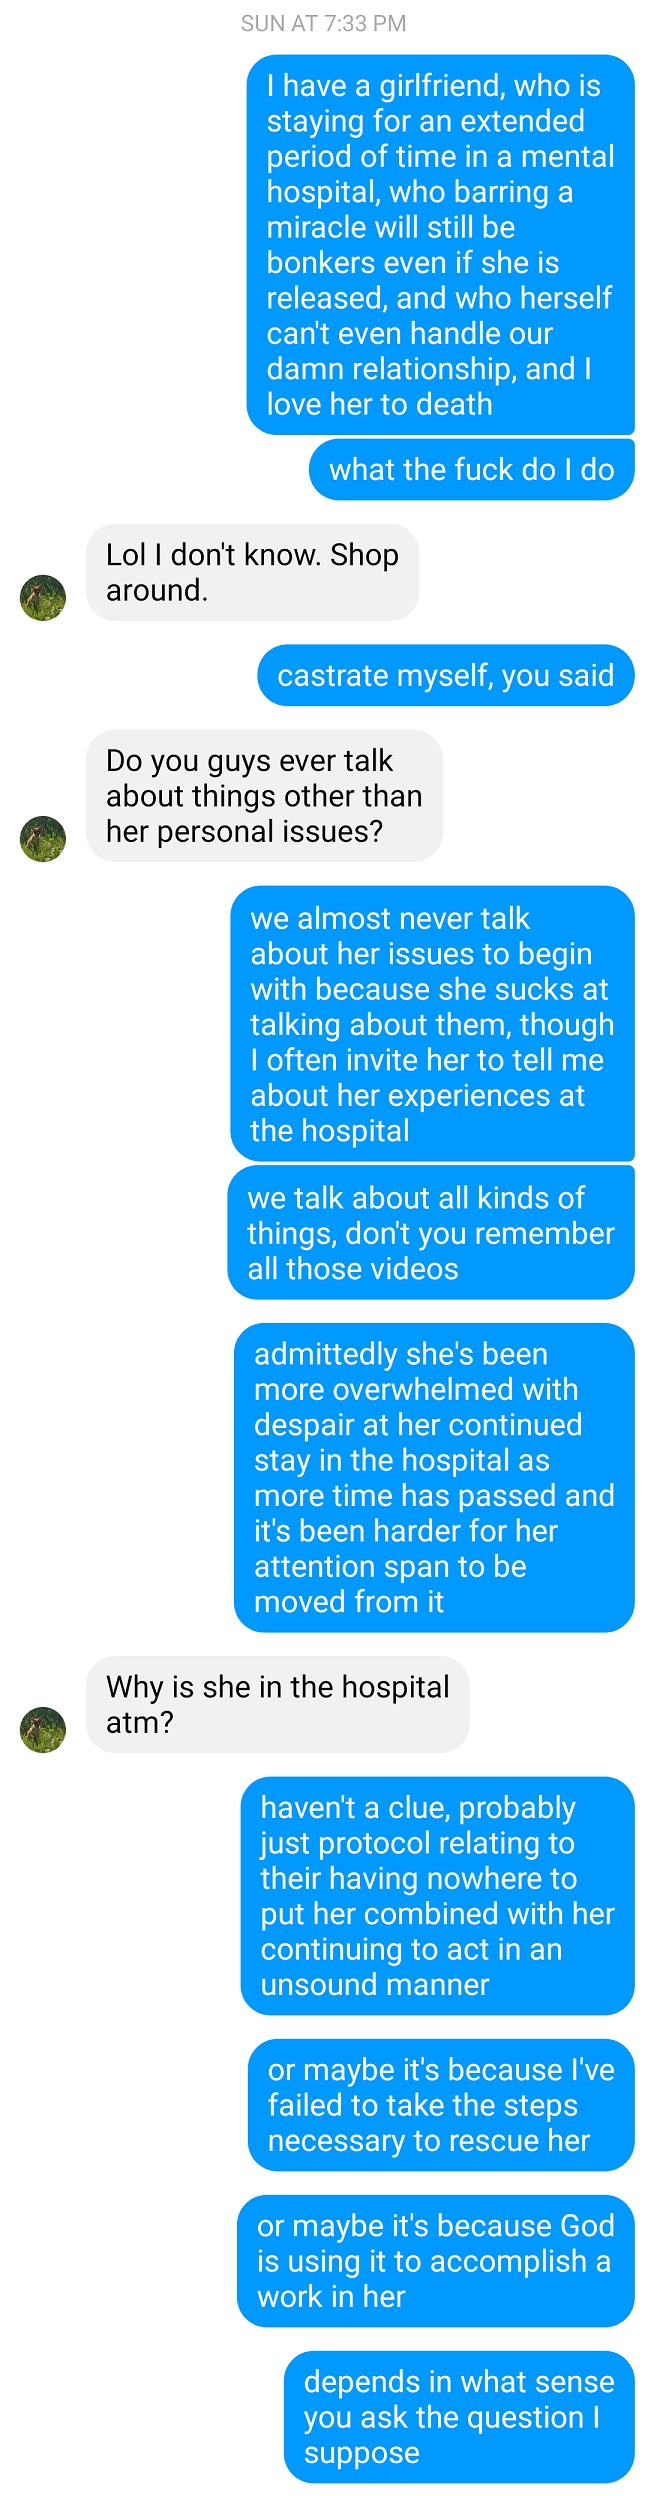 SUN AT 7:33 PM
I have a girlfriend, who is
staying for an extended
period of time in a mental
hospital, who barring a
miracle will still be
bonkers even if she is
released, and who herself
can't even handle our
damn relationship, and I
love her to death
what the fuck do I do
Lol I don't know. Shop
around.
castrate myself, you said
Do you guys ever talk
about things other than
her personal issues?
we almost never talk
about her issues to begin
with because she sucks at
talking about them, though
I often invite her to tell me
about her experiences at
the hospital
we talk about all kinds of
things, don't you remember
all those videos
admittedly she's been
more overwhelmed with
despair at her continued
stay in the hospital as
more time has passed and
it's been harder for her
attention span to be
moved from it
Why is she in the hospital
atm?
haven't a clue, probably
just protocol relating to
their having nowhere to
put her combined with her
continuing to act in an
unsound manner
or maybe it's because I've
failed to take the steps
necessary to rescue her
or maybe it's because God
is using it to accomplish a
work in her
depends in what sense
you ask the question I
suppose